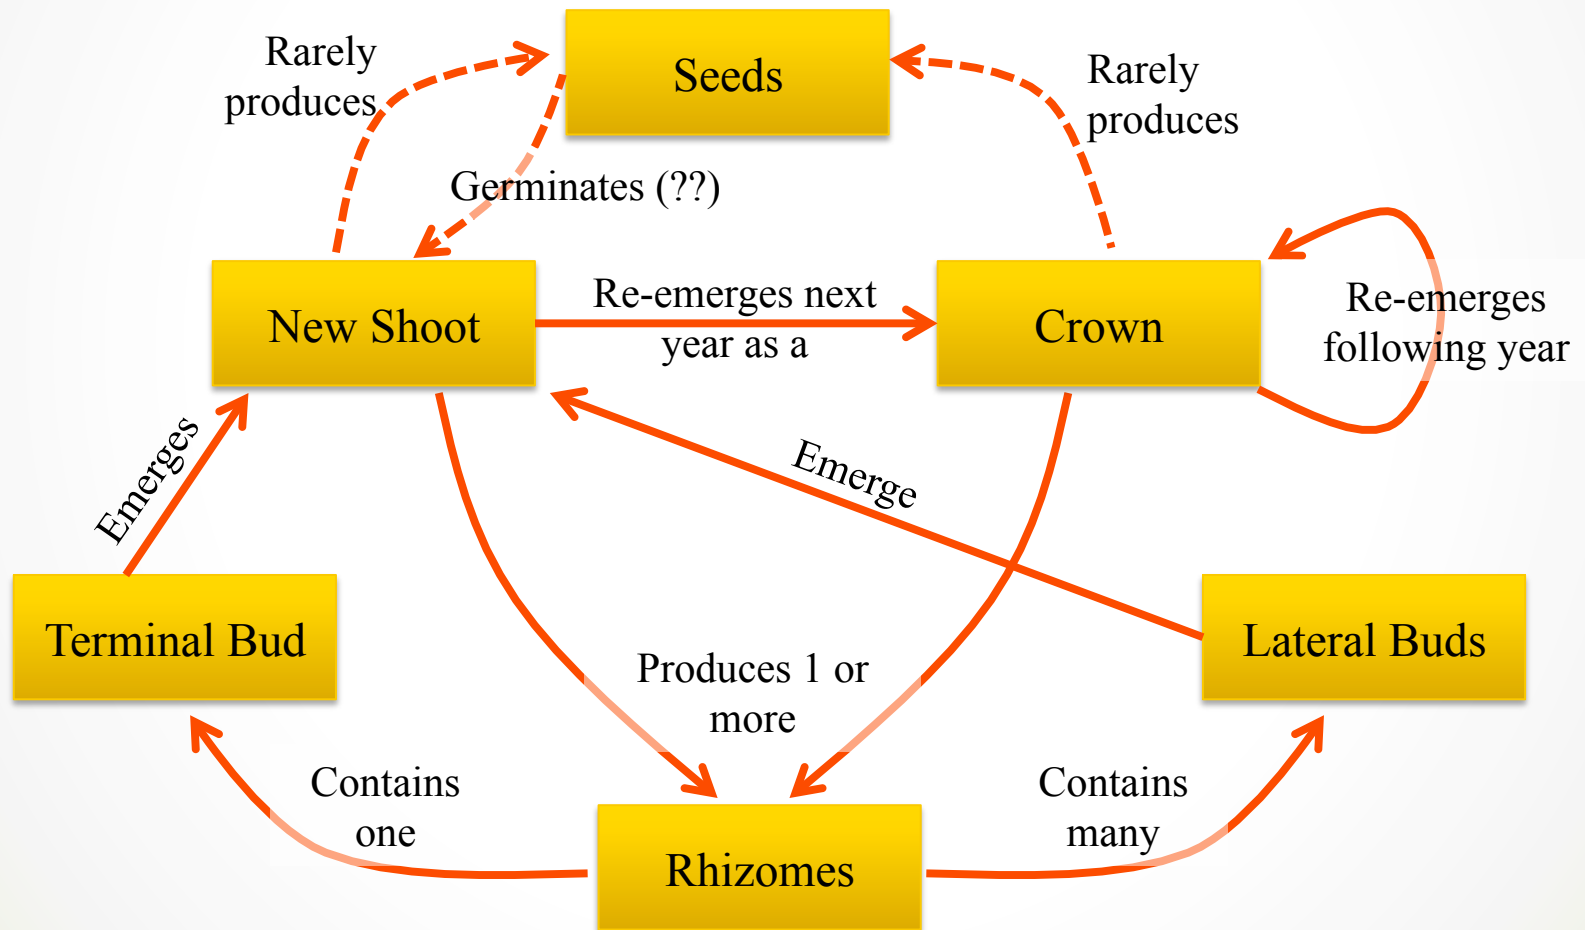 Rarely
produces
Seeds
Rarely
produces
Germinates (??)
New Shoot
Re-emerges next
year as a
Crown
Re-emerges
following year
Emerges
Emerge
Terminal Bud
Produces 1 or
more
Lateral Buds
Contains
one
Rhizomes
Contains
many